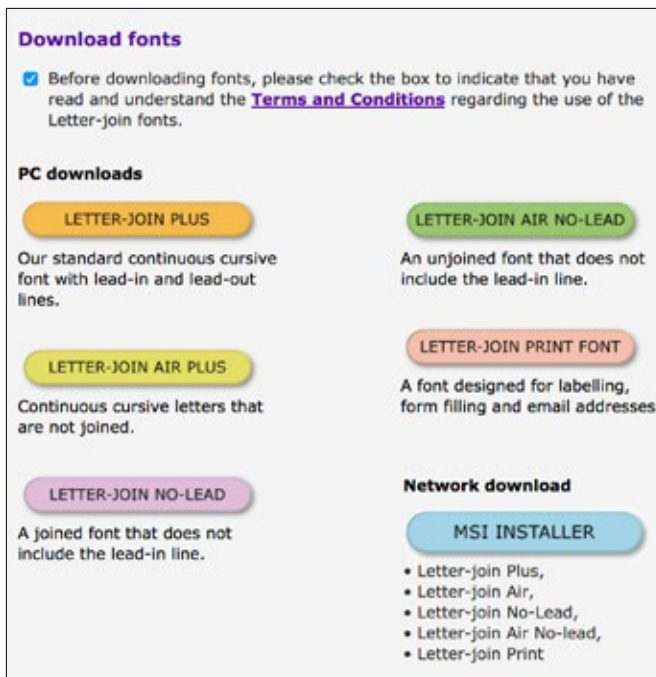 Download fonts
Before downloading fonts, please check the box to indicate that you have
read and understand the Terms and Conditions regarding the use of the
Letter-join fonts.
PC downloads
LETTER-JOIN PLUS
Our standard continuous cursive
font with lead-in and lead-out
lines.
LETTER-JOIN AIR PLUS
Continuous cursive letters that
are not joined.
LETTER-JOIN NO-LEAD
A joined font that does not
include the lead-in line.
LETTER-JOIN AIR NO-LEAD
An unjoined font that does not
include the lead-in line.
LETTER-JOIN PRINT FONT
A font designed for labelling,
form filling and email addresses
Network download
MSI INSTALLER
• Letter-join Plus,
• Letter-join Air,
• Letter-join No-Lead,
• Letter-join Air No-lead,
• Letter-join Print